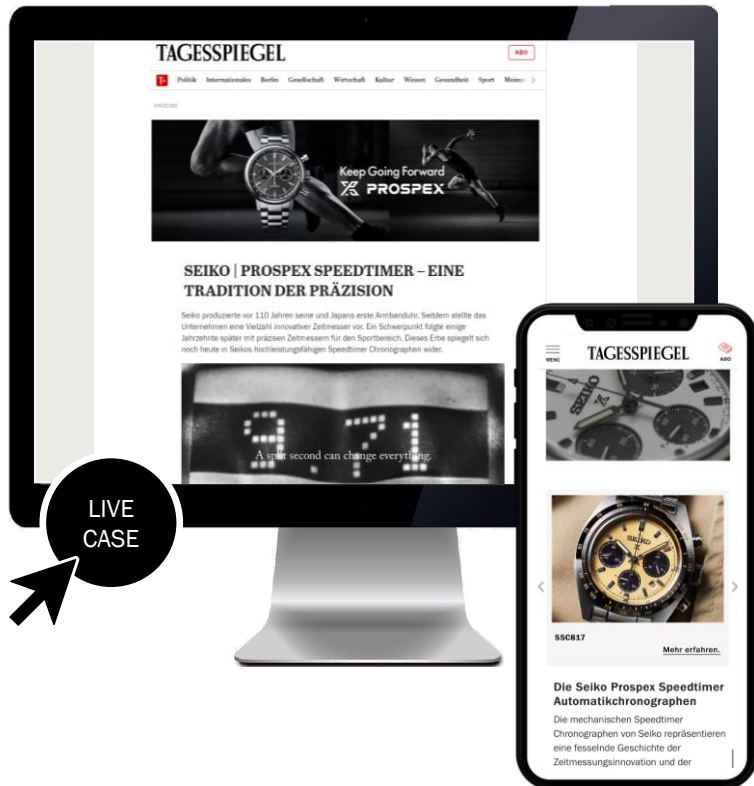 TAGESSPIEGEL
ABO
T+
Politik Internationales Berlin Gesellschaft Wirtschaft Kultur Wissen Gesundheit Sport
ANZEIGE
Keep Going Forward
PROSPEX
SEIKO | PROSPEX SPEEDTIMER – EINE
TRADITION DER PRÄZISION
Seiko produzierte vor 110 Jahren seine und Japans erste Armbanduhr. Seitdem stellte das
Unternehmen eine Vielzahl innovativer Zeitmesser vor. Ein Schwerpunkt folgte einige
Jahrzehnte später mit präzisen Zeitmessern für den Sportbereich. Dieses Erbe spiegelt sich
noch heute in Seikos hochleistungsfähigen Speedtimer Chronographen wider.
9.71
A split second can change everything.
LIVE
CASE
MENÜ
TAGESSPIEGEL
ABO
SEIKO
SEIKO
SSC817
Mehr erfahren.
Die Seiko Prospex Speedtimer
Automatikchronographen
Die mechanischen Speedtimer
Chronographen von Seiko repräsentieren
eine fesselnde Geschichte der
Zeitmessungsinnovation und der